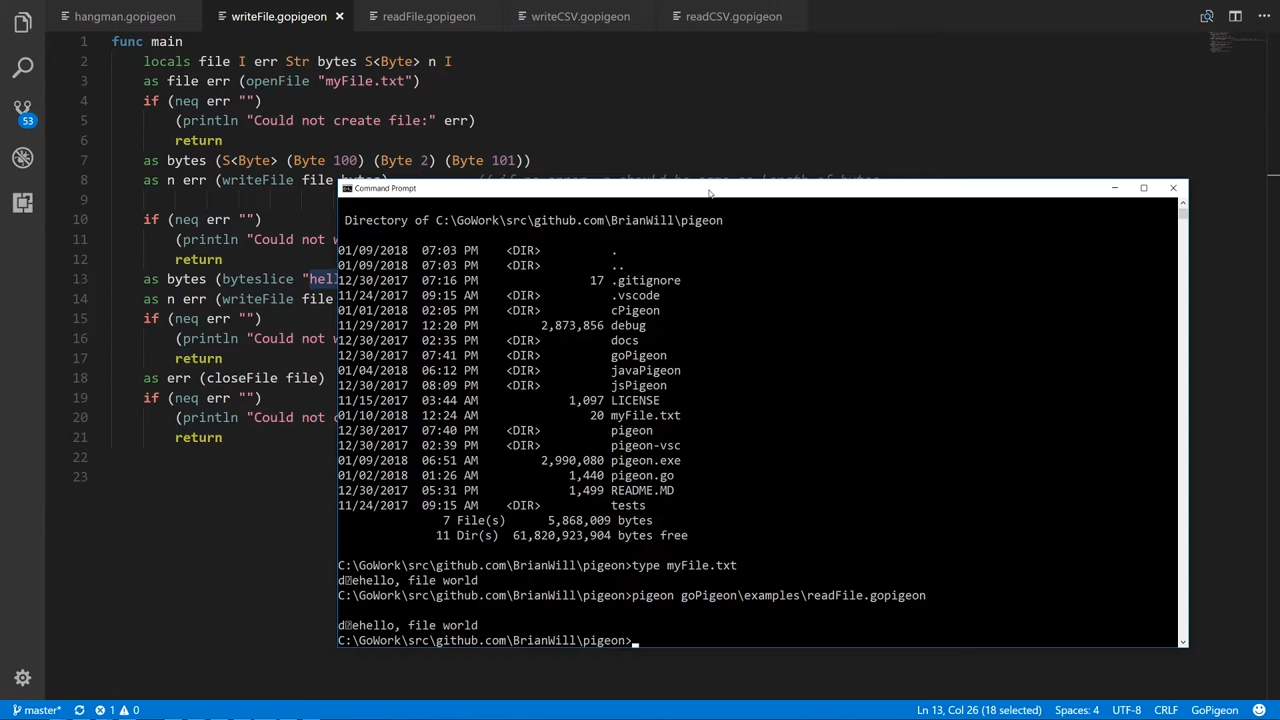 hangman.gopigeon
writeFile.gopigeon
readFile.gopigeon
writeCSV.gopigeon
readCSV.gopigeon
1 func main
2 locals file I err Str bytes S<Byte> n I
3 as file err (openFile "myFile.txt")
4 if (neq err "")
5 (println "Could not create file:" err)
6 return
7 as bytes (S<Byte> (Byte 100) (Byte 2) (Byte 101))
8 as n err (writeFile file bytes) // if no error, n should be same as length of bytes
9
10 if (neq err "")
11 (println "Could not w
12 return
13 as bytes (byteslice "hell
14 as n err (writeFile file
15 if (neq err "")
16 (println "Could not w
17 return
18 as err (closeFile file)
19 if (neq err "")
20 (println "Could not c
21 return
22
23
53
Command Prompt
Directory of C:\GoWork\src\github.com\BrianWill\pigeon
01/09/2018 07:03 PM <DIR> .
01/09/2018 07:03 PM <DIR> ..
12/30/2017 07:16 PM 17 .gitignore
11/24/2017 09:15 AM <DIR> .vscode
01/01/2018 02:05 PM <DIR> cPigeon
11/29/2017 12:20 PM 2,873,856 debug
12/30/2017 02:35 PM <DIR> docs
12/30/2017 07:41 PM <DIR> goPigeon
01/04/2018 06:12 PM <DIR> javaPigeon
12/30/2017 08:09 PM <DIR> jsPigeon
11/15/2017 03:44 AM 1,097 LICENSE
01/10/2018 12:24 AM 20 myFile.txt
12/30/2017 07:40 PM <DIR> pigeon
12/30/2017 02:39 PM <DIR> pigeon-vsc
01/09/2018 06:51 AM 2,990,080 pigeon.exe
01/02/2018 01:26 AM 1,440 pigeon.go
12/30/2017 05:31 PM 1,499 README.MD
11/24/2017 09:15 AM <DIR> tests
7 File(s) 5,868,009 bytes
11 Dir(s) 61,820,923,904 bytes free
C:\GoWork\src\github.com\BrianWill\pigeon>type myFile.txt
d�ehello, file world
C:\GoWork\src\github.com\BrianWill\pigeon>pigeon goPigeon\examples\readFile.gopigeon
d�ehello, file world
C:\GoWork\src\github.com\BrianWill\pigeon>
master* 1 0 Ln 13, Col 26 (18 selected) Spaces: 4 UTF-8 CRLF GoPigeon